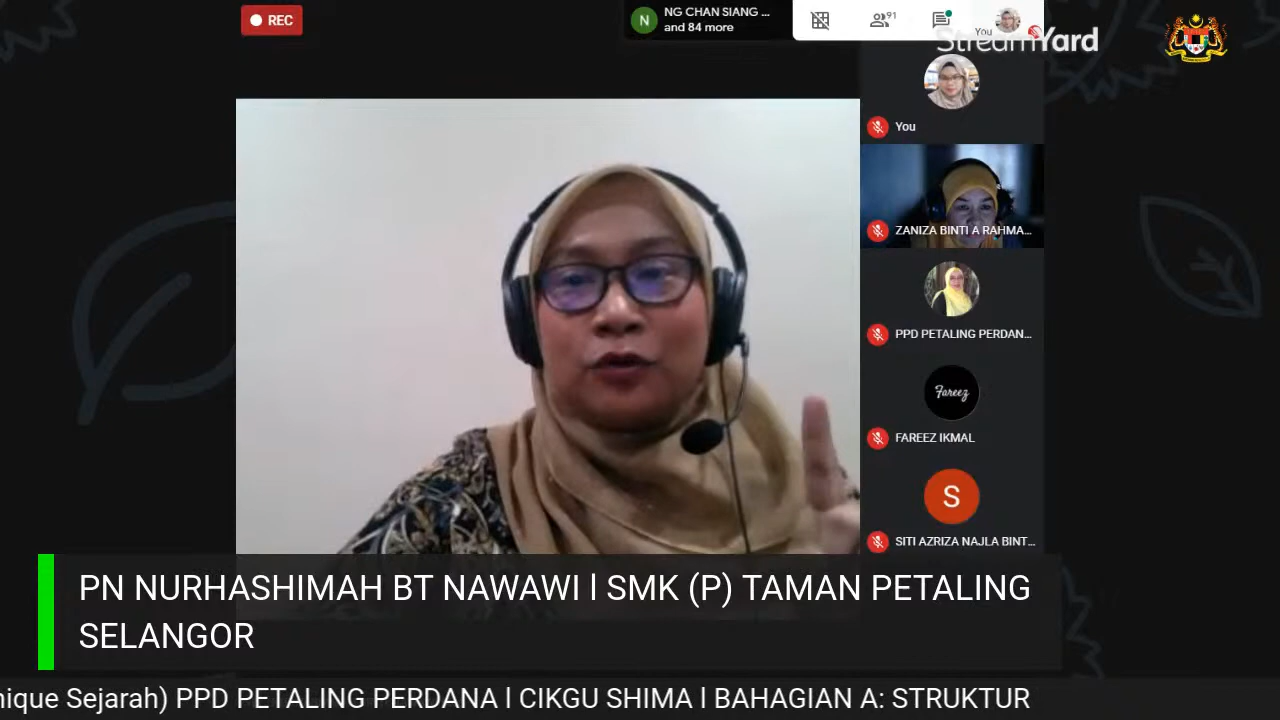 REC
N
NG CHAN SIANG ...
and 84 more
91
You
StreamYard
You
ZANIZA BINTI A RAHMA...
PPD PETALING PERDAN...
Fareez
FAREEZ IKMAL
S
SITI AZRIZA NAJLA BINT...
PN NURHASHIMAH BT NAWAWI l SMK (P) TAMAN PETALING
SELANGOR
nique Sejarah) PPD PETALING PERDANA l CIKGU SHIMA l BAHAGIAN A: STRUKTUR